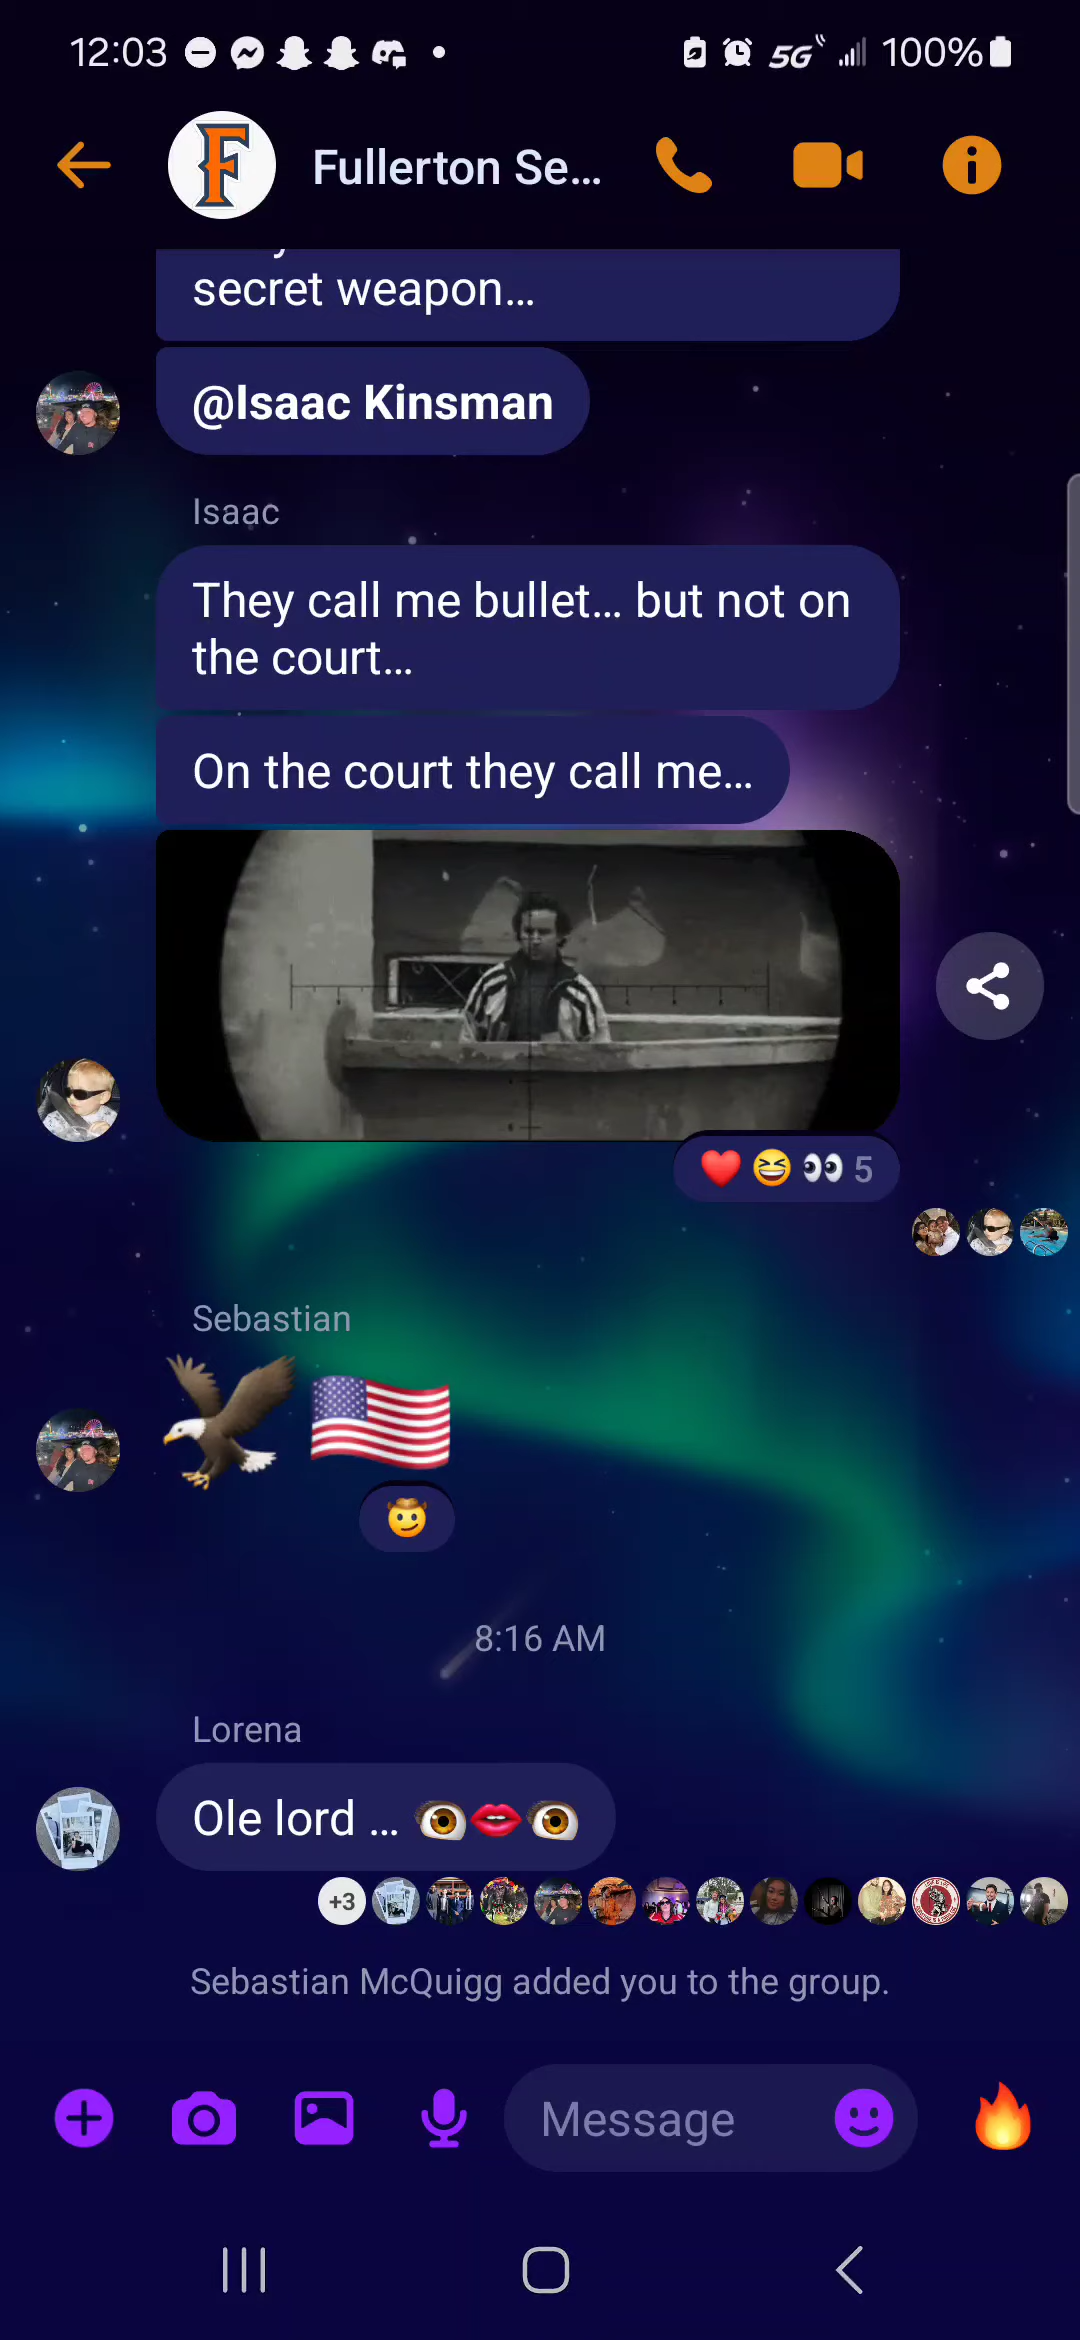 12:03 5G 100%
F Fullerton Se...
secret weapon...
@Isaac Kinsman
Isaac
They call me bullet... but not on
the court...
On the court they call me...
5
Sebastian
8:16 AM
Lorena
Ole lord ... 👁️👄👁️
+3
Sebastian McQuigg added you to the group.
Message